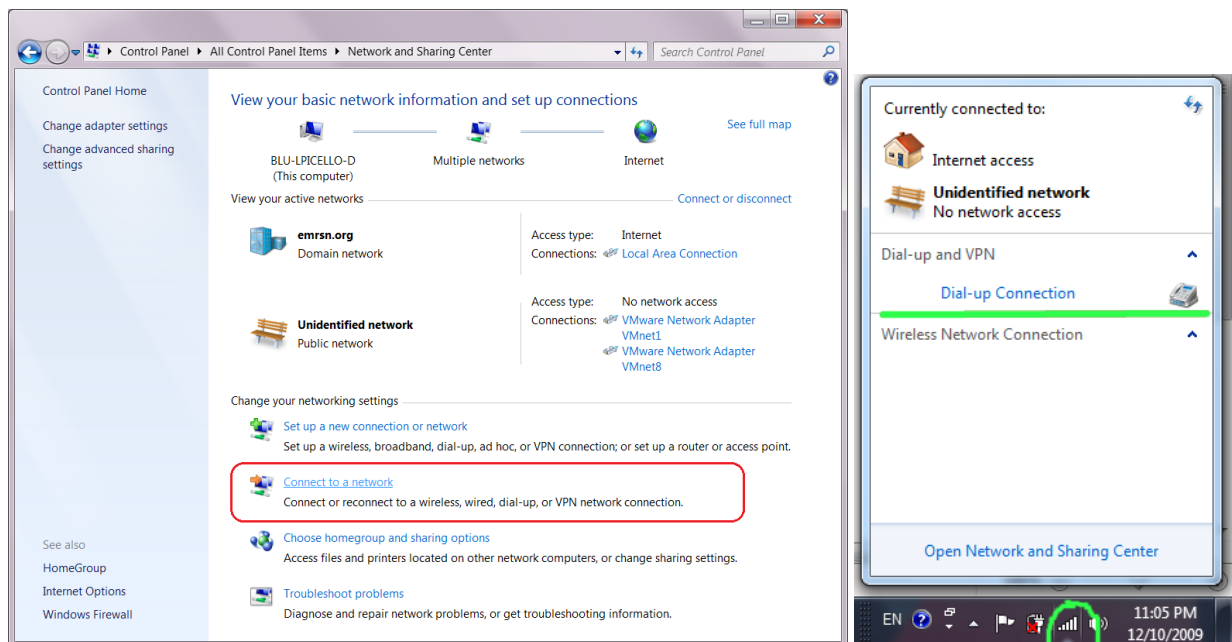 Control Panel ▸ All Control Panel Items ▸ Network and Sharing Center
Search Control Panel
Control Panel Home
Change adapter settings
Change advanced sharing
settings
See also
HomeGroup
Internet Options
Windows Firewall
View your basic network information and set up connections
See full map
BLU-LPICELLO-D
(This computer)
Multiple networks
Internet
View your active networks
Connect or disconnect
emrsn.org
Domain network
Access type: Internet
Connections: Local Area Connection
Unidentified network
Public network
Access type: No network access
Connections: VMware Network Adapter
VMnet1
VMware Network Adapter
VMnet8
Change your networking settings
Set up a new connection or network
Set up a wireless, broadband, dial-up, ad hoc, or VPN connection; or set up a router or access point.
Connect to a network
Connect or reconnect to a wireless, wired, dial-up, or VPN network connection.
Choose homegroup and sharing options
Access files and printers located on other network computers, or change sharing settings.
Troubleshoot problems
Diagnose and repair network problems, or get troubleshooting information.
Currently connected to:
Internet access
Unidentified network
No network access
Dial-up and VPN
Dial-up Connection
Wireless Network Connection
Open Network and Sharing Center
EN
11:05 PM
12/10/2009